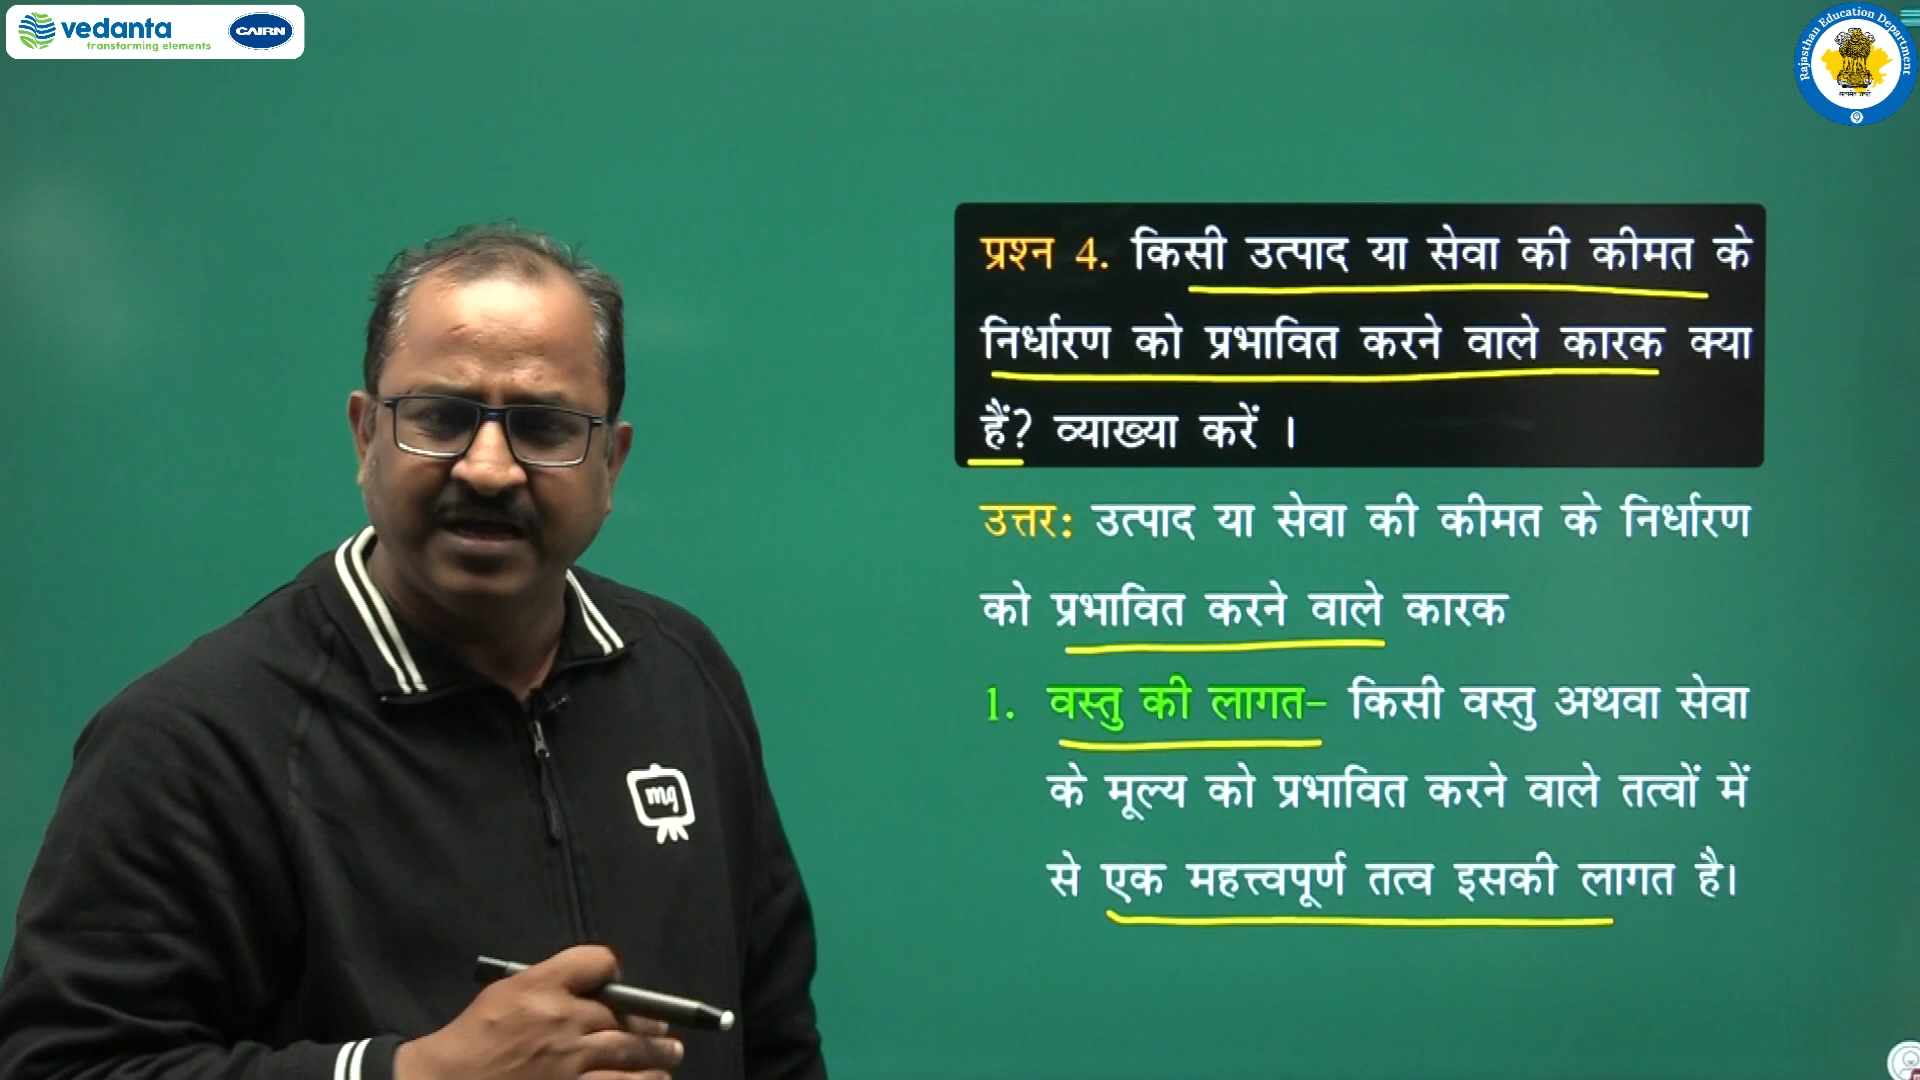 vedanta
transforming elements
CAIRN
Rajasthan Education Department
प्रश्न 4. किसी उत्पाद या सेवा की कीमत के
निर्धारण को प्रभावित करने वाले कारक क्या
हैं? व्याख्या करें ।
उत्तर: उत्पाद या सेवा की कीमत के निर्धारण
को प्रभावित करने वाले कारक
1. वस्तु की लागत– किसी वस्तु अथवा सेवा
के मूल्य को प्रभावित करने वाले तत्वों में
से एक महत्त्वपूर्ण तत्व इसकी लागत है।
mg